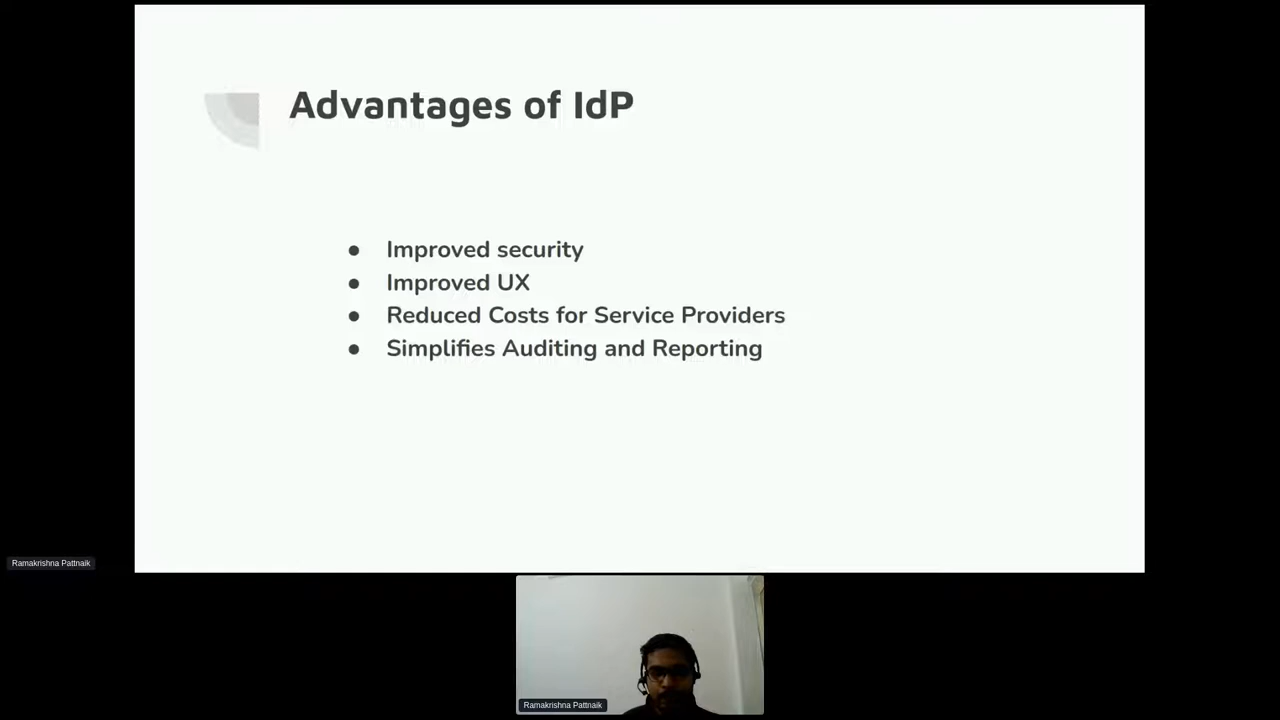 Advantages of IdP
● Improved security
● Improved UX
● Reduced Costs for Service Providers
● Simplifies Auditing and Reporting
Ramakrishna Pattnaik
Ramakrishna Pattnaik